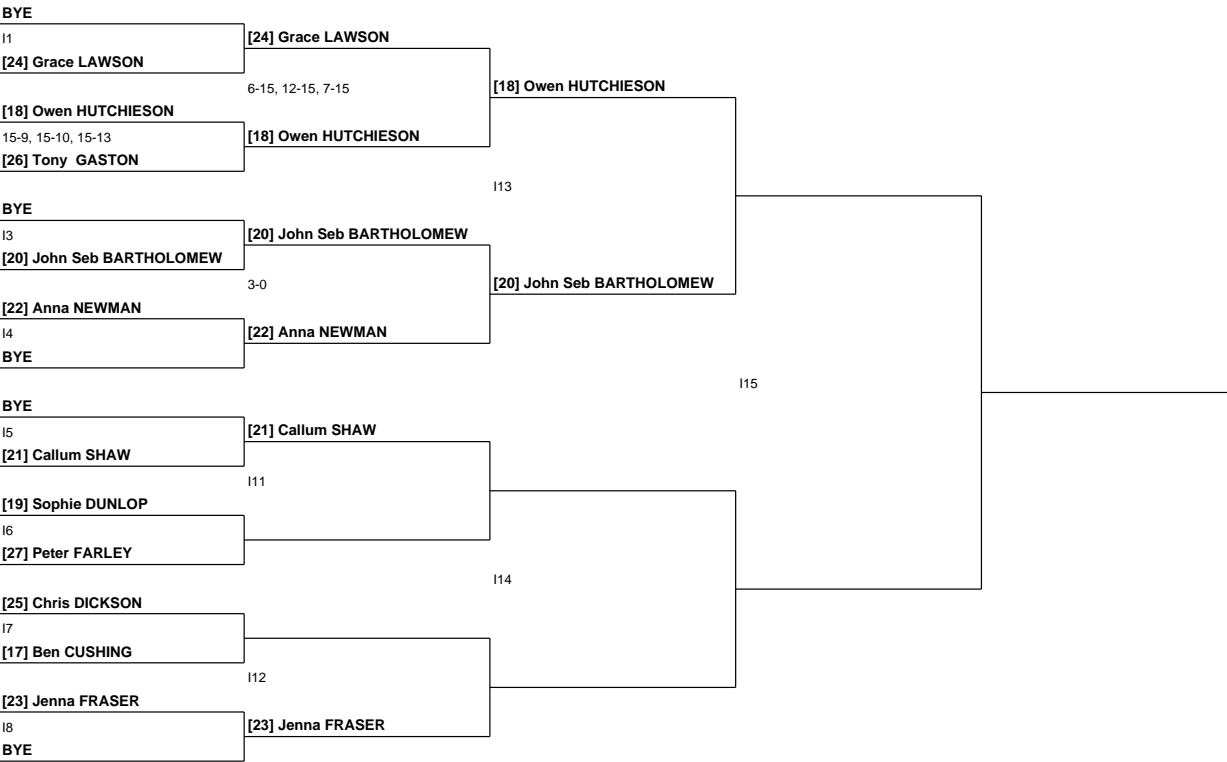 BYE
I1
[24] Grace LAWSON
[18] Owen HUTCHIESON
15-9, 15-10, 15-13
[26] Tony  GASTON
BYE
I3
[20] John Seb BARTHOLOMEW
[22] Anna NEWMAN
I4
BYE
BYE
I5
[21] Callum SHAW
[19] Sophie DUNLOP
I6
[27] Peter FARLEY
[25] Chris DICKSON
I7
[17] Ben CUSHING
[23] Jenna FRASER
I8
BYE
[24] Grace LAWSON
6-15, 12-15, 7-15
[18] Owen HUTCHIESON
[20] John Seb BARTHOLOMEW
3-0
[22] Anna NEWMAN
[21] Callum SHAW
I11
I12
[23] Jenna FRASER
[18] Owen HUTCHIESON
I13
[20] John Seb BARTHOLOMEW
I14
I15